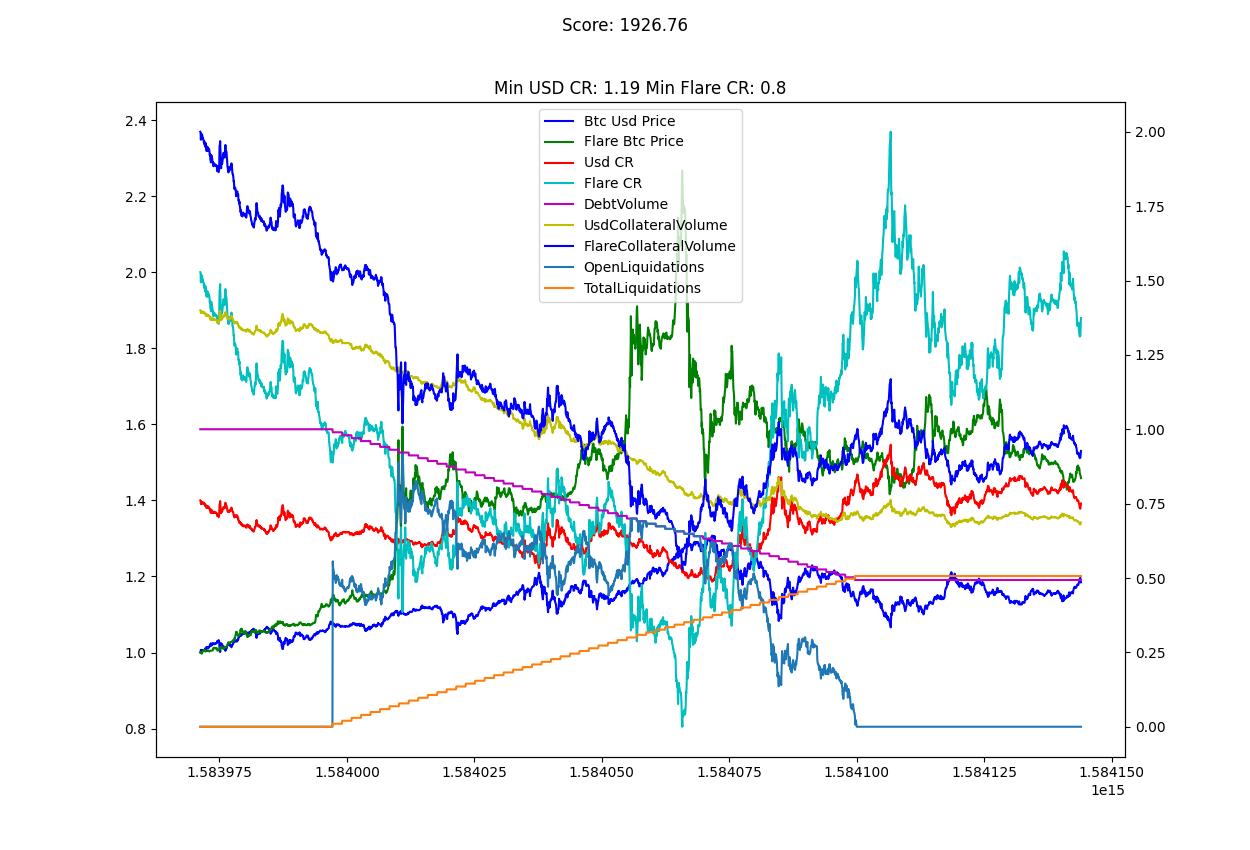 Score: 1926.76
Min USD CR: 1.19 Min Flare CR: 0.8
Btc Usd Price
Flare Btc Price
Usd CR
Flare CR
DebtVolume
UsdCollateralVolume
FlareCollateralVolume
OpenLiquidations
TotalLiquidations
2.4
2.2
2.0
1.8
1.6
1.4
1.2
1.0
0.8
2.00
1.75
1.50
1.25
1.00
0.75
0.50
0.25
0.00
1.583975 1.584000 1.584025 1.584050 1.584075 1.584100 1.584125 1.584150
1e15